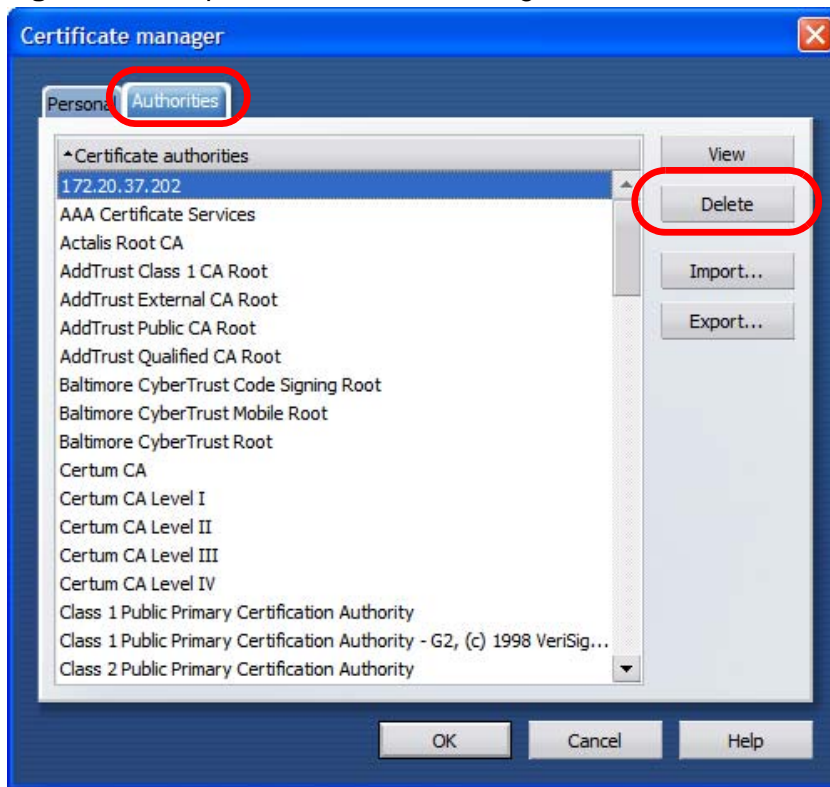 Certificate manager
Personal
Authorities
Certificate authorities
View
172.20.37.202
Delete
AAA Certificate Services
Actalis Root CA
AddTrust Class 1 CA Root
Import...
AddTrust External CA Root
AddTrust Public CA Root
Export...
AddTrust Qualified CA Root
Baltimore CyberTrust Code Signing Root
Baltimore CyberTrust Mobile Root
Baltimore CyberTrust Root
Certum CA
Certum CA Level I
Certum CA Level II
Certum CA Level III
Certum CA Level IV
Class 1 Public Primary Certification Authority
Class 1 Public Primary Certification Authority - G2, (c) 1998 VeriSig...
Class 2 Public Primary Certification Authority
OK
Cancel
Help